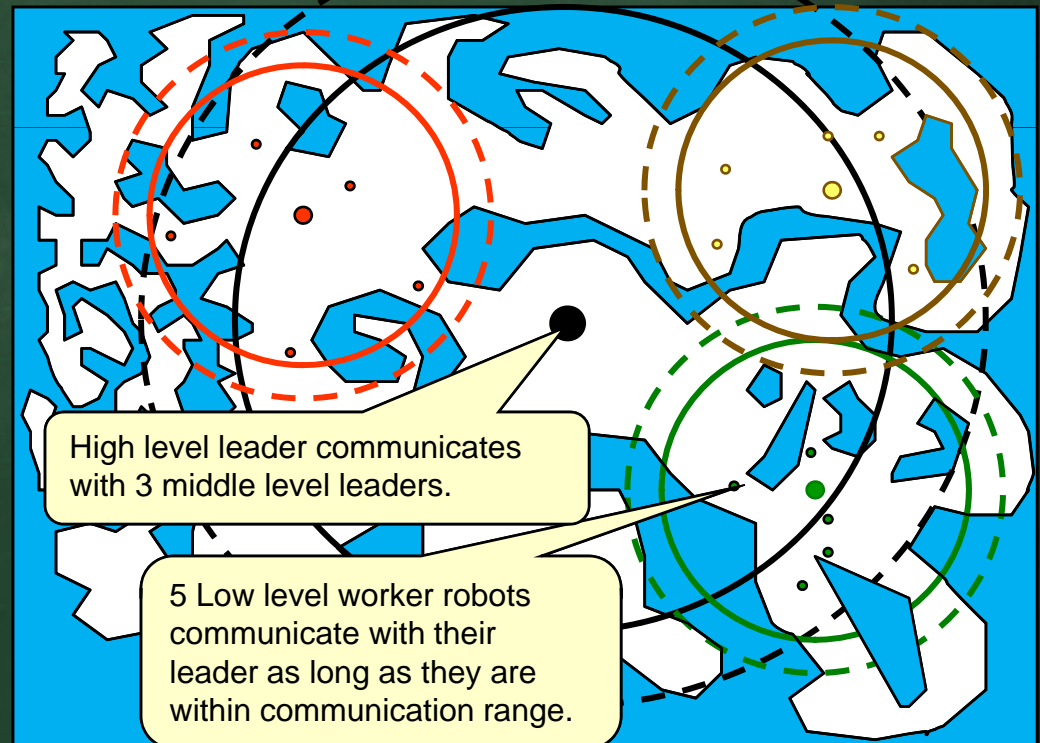 High level leader communicates
with 3 middle level leaders.
5 Low level worker robots
communicate with their
leader as long as they are
within communication range.